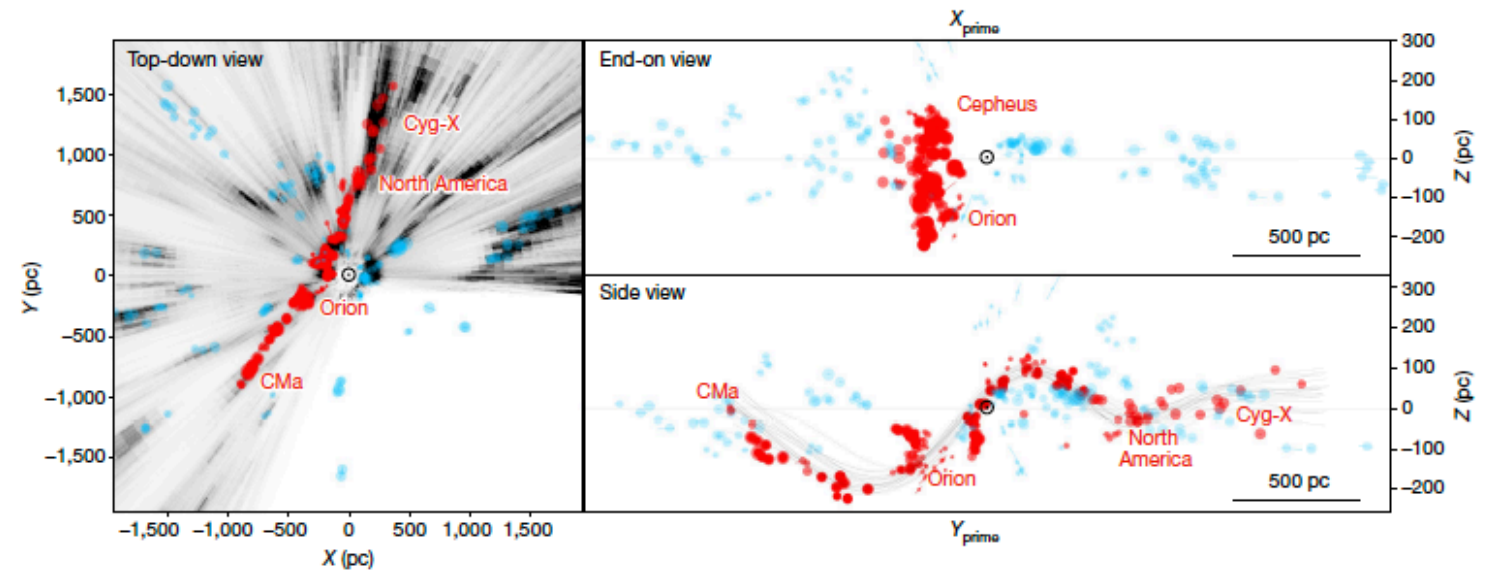 X prime
Top-down view
End-on view
Side view
1,500
1,000
500
0
−500
−1,000
−1,500
Y (pc)
−1,500 −1,000 −500 0 500 1,000 1,500
X (pc)
Cyg-X
North America
Orion
CMa
Cepheus
Orion
500 pc
300
200
100
0
−100
−200
Z (pc)
CMa
Orion
North
America
Cyg-X
500 pc
300
200
100
0
−100
−200
Z (pc)
Y prime